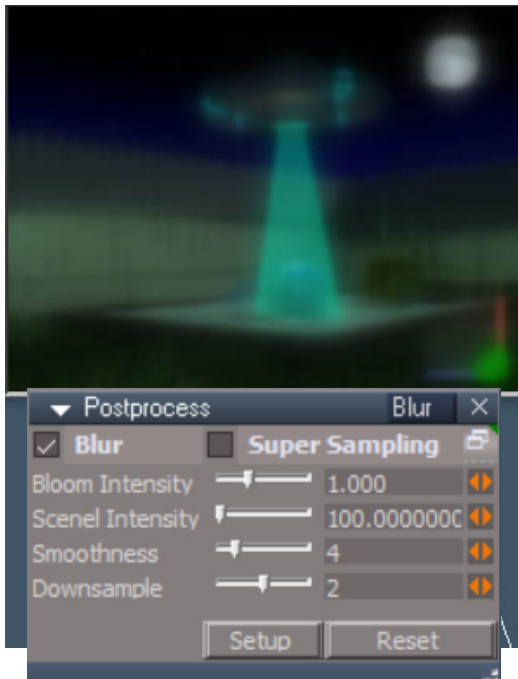 Postprocess Blur
Blur Super Sampling
Bloom Intensity 1.000
Scenel Intensity 100.0000000
Smoothness 4
Downsample 2
Setup Reset